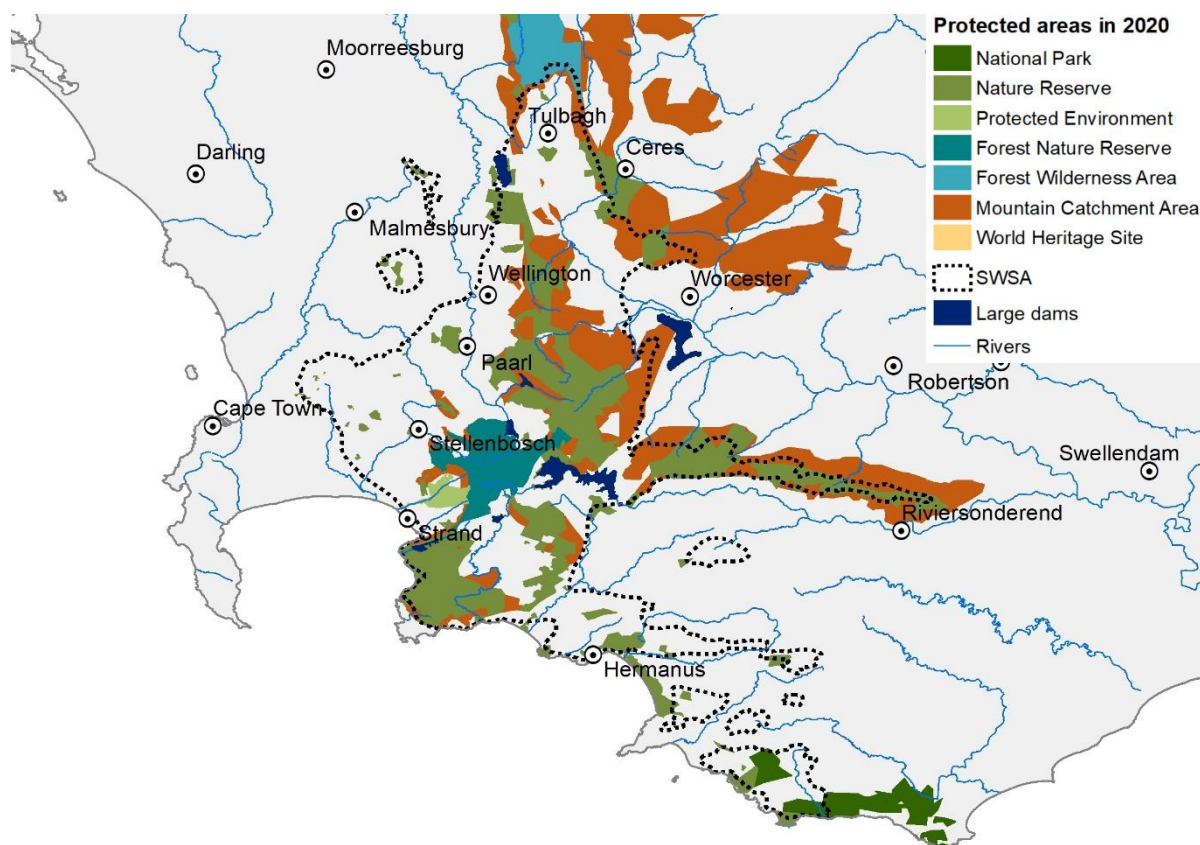 Protected areas in 2020
National Park
Nature Reserve
Protected Environment
Forest Nature Reserve
Forest Wilderness Area
Mountain Catchment Area
World Heritage Site
SWSA
Large dams
Rivers
Moorreesburg
Tulbagh
Darling
Ceres
Malmesbury
Wellington
Worcester
Paarl
Robertson
Cape Town
Stellenbosch
Swellendam
Strand
Riviersonderend
Hermanus